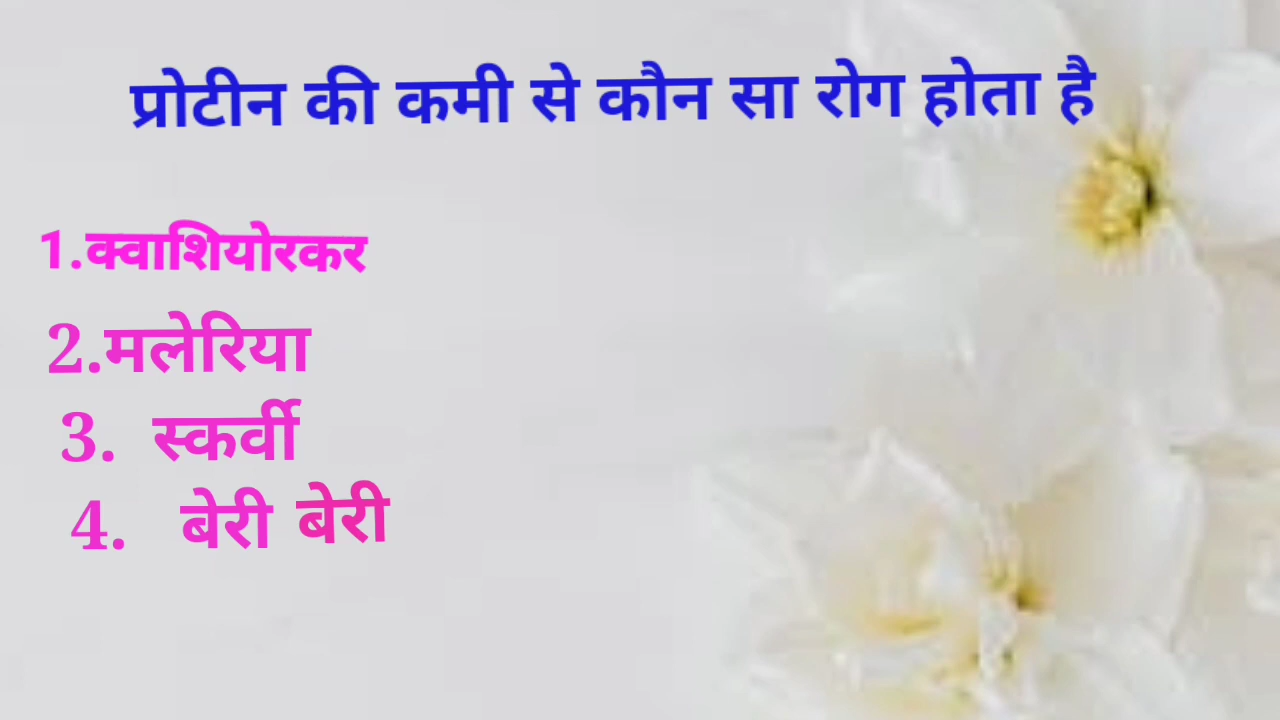 प्रोटीन की कमी से कौन सा रोग होता है
1.क्वाशियोरकर
2.मलेरिया
3. स्कर्वी
4. बेरी बेरी